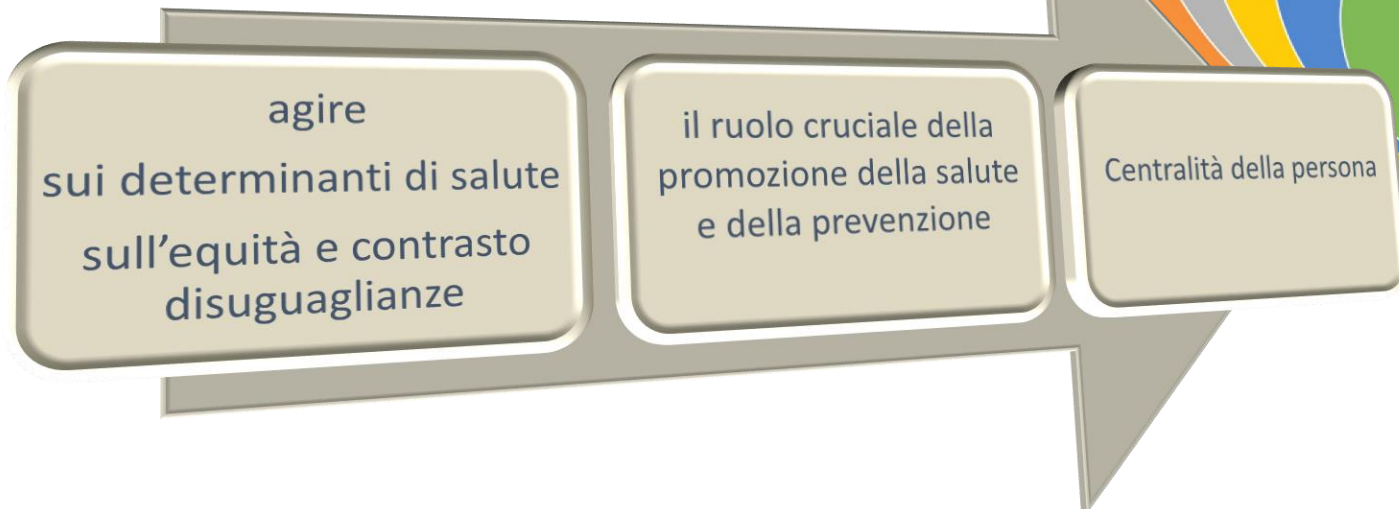 agire
sui determinanti di salute
sull’equità e contrasto
disuguaglianze
il ruolo cruciale della
promozione della salute
e della prevenzione
Centralità della persona